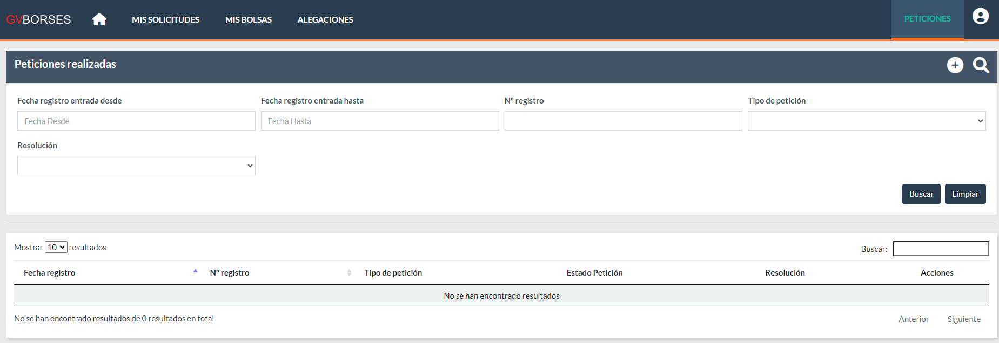 GVBORSES MIS SOLICITUDES MIS BOLSAS ALEGACIONES PETICIONES
Peticiones realizadas
Fecha registro entrada desde Fecha registro entrada hasta Nº registro Tipo de petición
Fecha Desde Fecha Hasta
Resolución
Buscar Limpiar
Mostrar 10 resultados Buscar:
Fecha registro Nº registro Tipo de petición Estado Petición Resolución Acciones
No se han encontrado resultados
No se han encontrado resultados de 0 resultados en total Anterior Siguiente